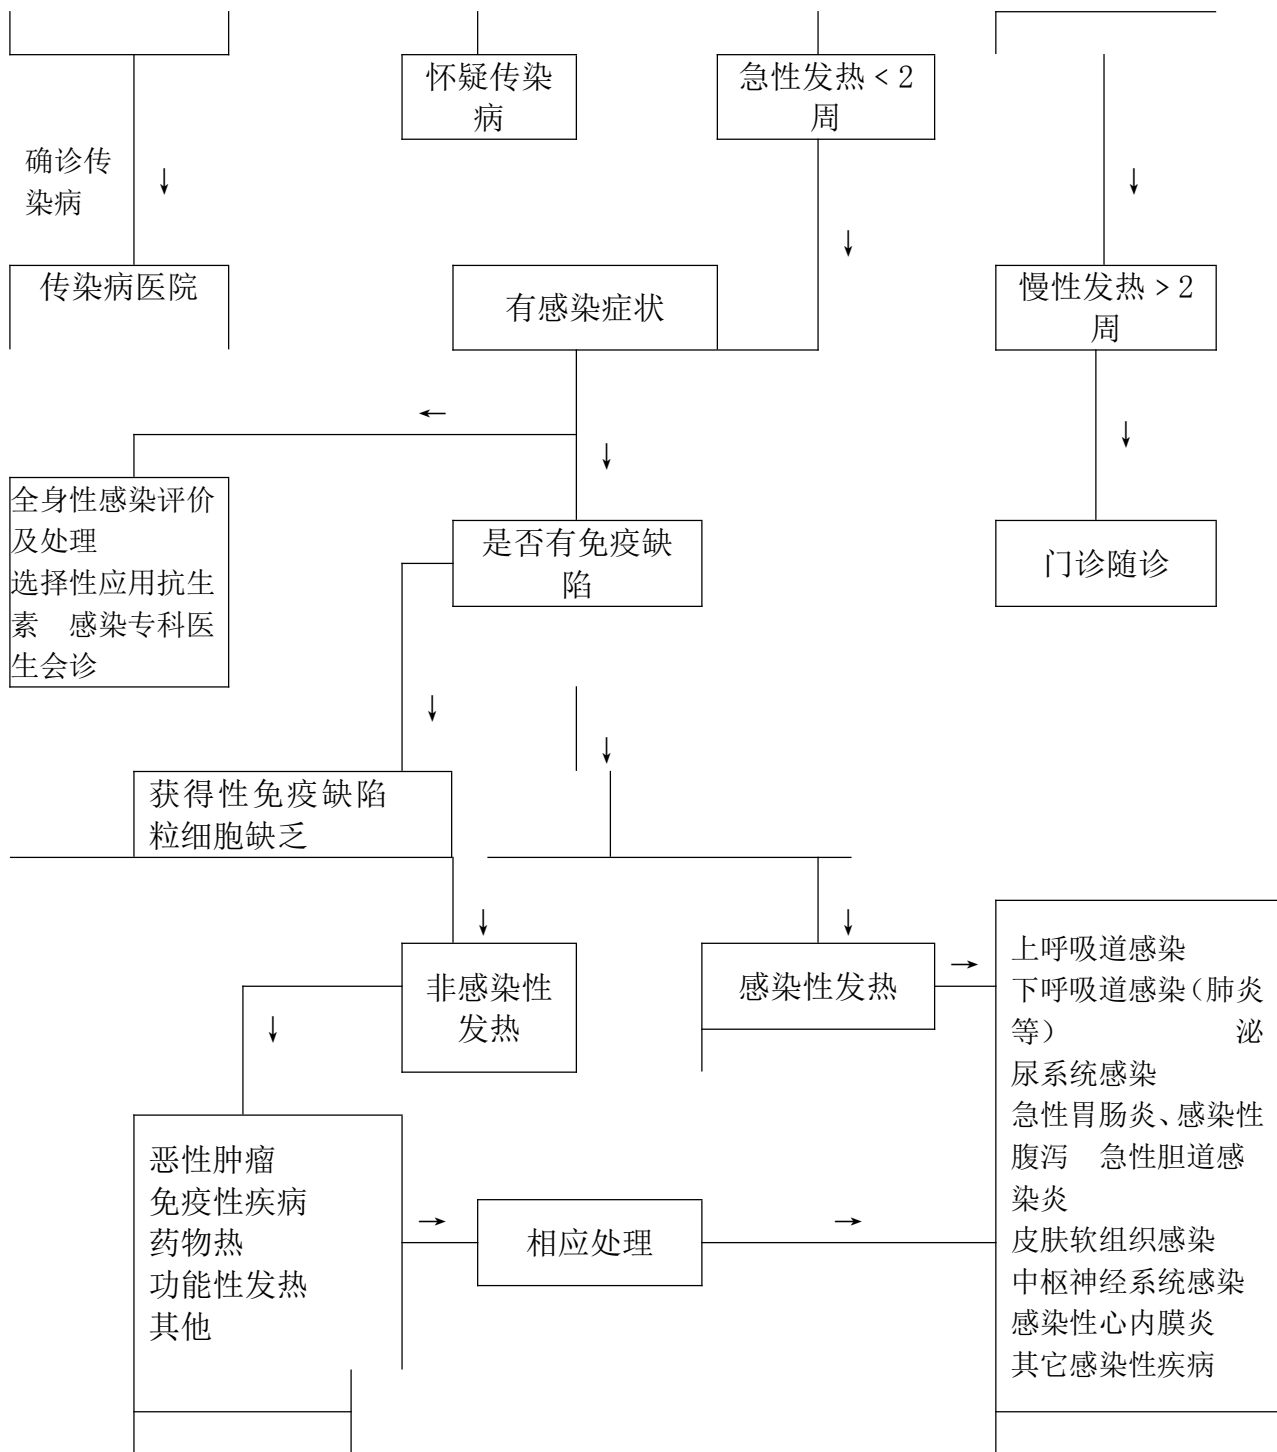 怀疑传染
病
急性发热＜2
周
确诊传
染病
↓
↓
↓
传染病医院
有感染症状
慢性发热＞2
周
←
↓
↓
全身性感染评价
及处理
选择性应用抗生
素　感染专科医
生会诊
是否有免疫缺
陷
门诊随诊
↓
↓
获得性免疫缺陷
粒细胞缺乏
↓
↓
非感染性
发热
感染性发热
→
↓
上呼吸道感染
下呼吸道感染（肺炎
等）　　　　　　泌
尿系统感染
急性胃肠炎、感染性
腹泻　急性胆道感
染炎
皮肤软组织感染
中枢神经系统感染
感染性心内膜炎
其它感染性疾病
恶性肿瘤
免疫性疾病
药物热
功能性发热
其他
→
相应处理
→